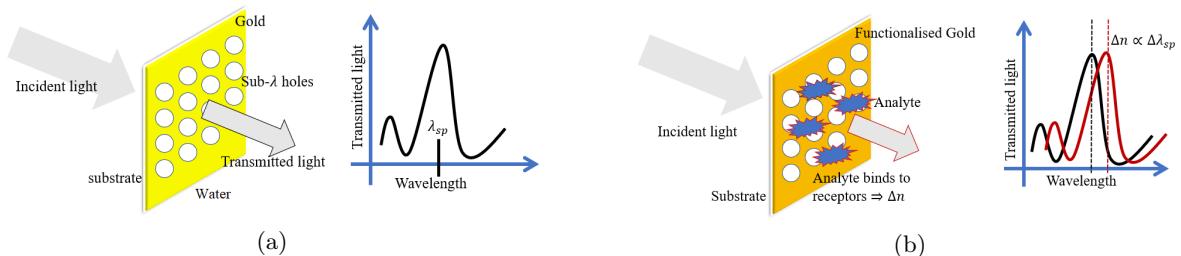 Gold
Sub-λ holes
Incident light
Transmitted light
substrate
Water
Transmitted light
λsp
Wavelength
(a)
Functionalised Gold
Analyte
Incident light
Substrate
Analyte binds to
receptors ⇒ Δn
Transmitted light
Δn ∝ Δλsp
Wavelength
(b)